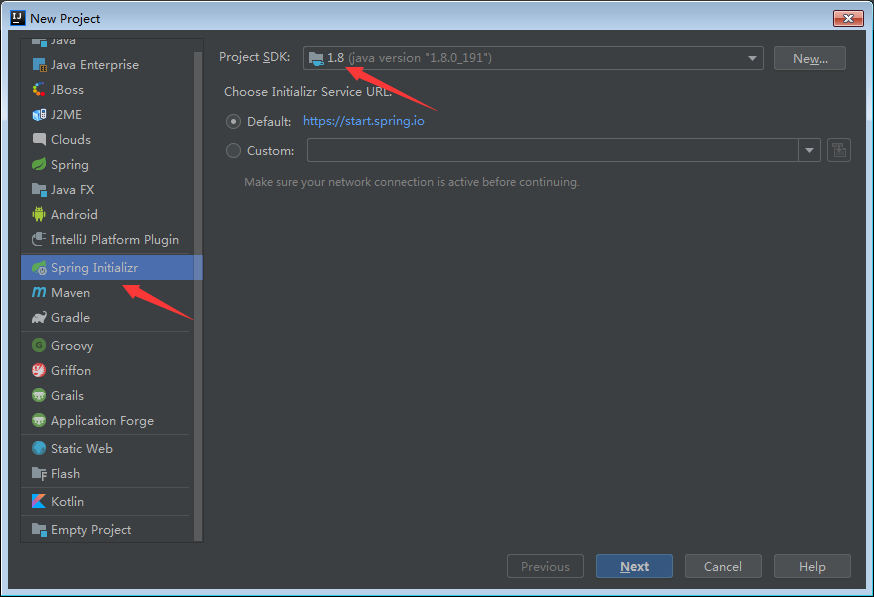 New Project
Java
Java Enterprise
JBoss
J2ME
Clouds
Spring
Java FX
Android
IntelliJ Platform Plugin
Spring Initializr
Maven
Gradle
Groovy
Griffon
Grails
Application Forge
Static Web
Flash
Kotlin
Empty Project
Project SDK: 1.8 (java version "1.8.0_191") New...
Choose Initializr Service URL.
Default: https://start.spring.io
Custom:
Make sure your network connection is active before continuing.
Previous Next Cancel Help